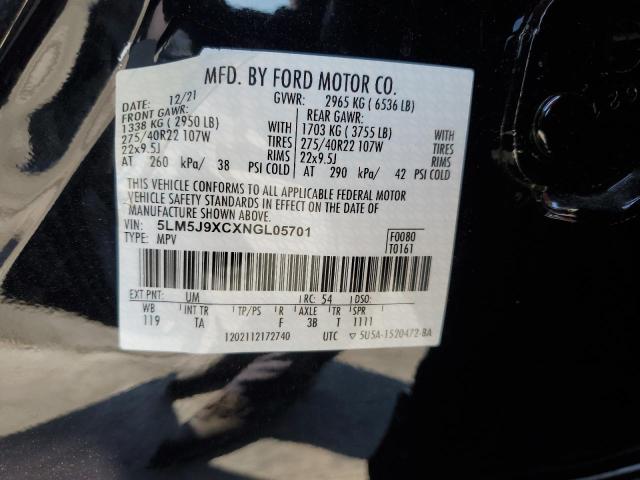 MFD. BY FORD MOTOR CO.
DATE: 12/21 GVWR: 2965 KG ( 6536 LB)
FRONT GAWR: REAR GAWR:
1338 KG ( 2950 LB) WITH 1703 KG ( 3755 LB) WITH
275/40R22 107W TIRES 275/40R22 107W TIRES
22x9.5J RIMS 22x9.5J RIMS
AT 260 kPa/ 38 PSI COLD AT 290 kPa/ 42 PSI COLD
THIS VEHICLE CONFORMS TO ALL APPLICABLE FEDERAL MOTOR
VEHICLE SAFETY STANDARDS IN EFFECT ON THE DATE OF
MANUFACTURE SHOWN ABOVE.
VIN: 5LM5J9XCXNGL05701 F0080
TYPE: MPV T0161
EXT PNT: UM RC: 54 DSO:
WB INT TR TP/PS R AXLE TR SPR
119 TA F 3B T 1111
1202112172740 UTC ▽ 5U5A-1520472-BA